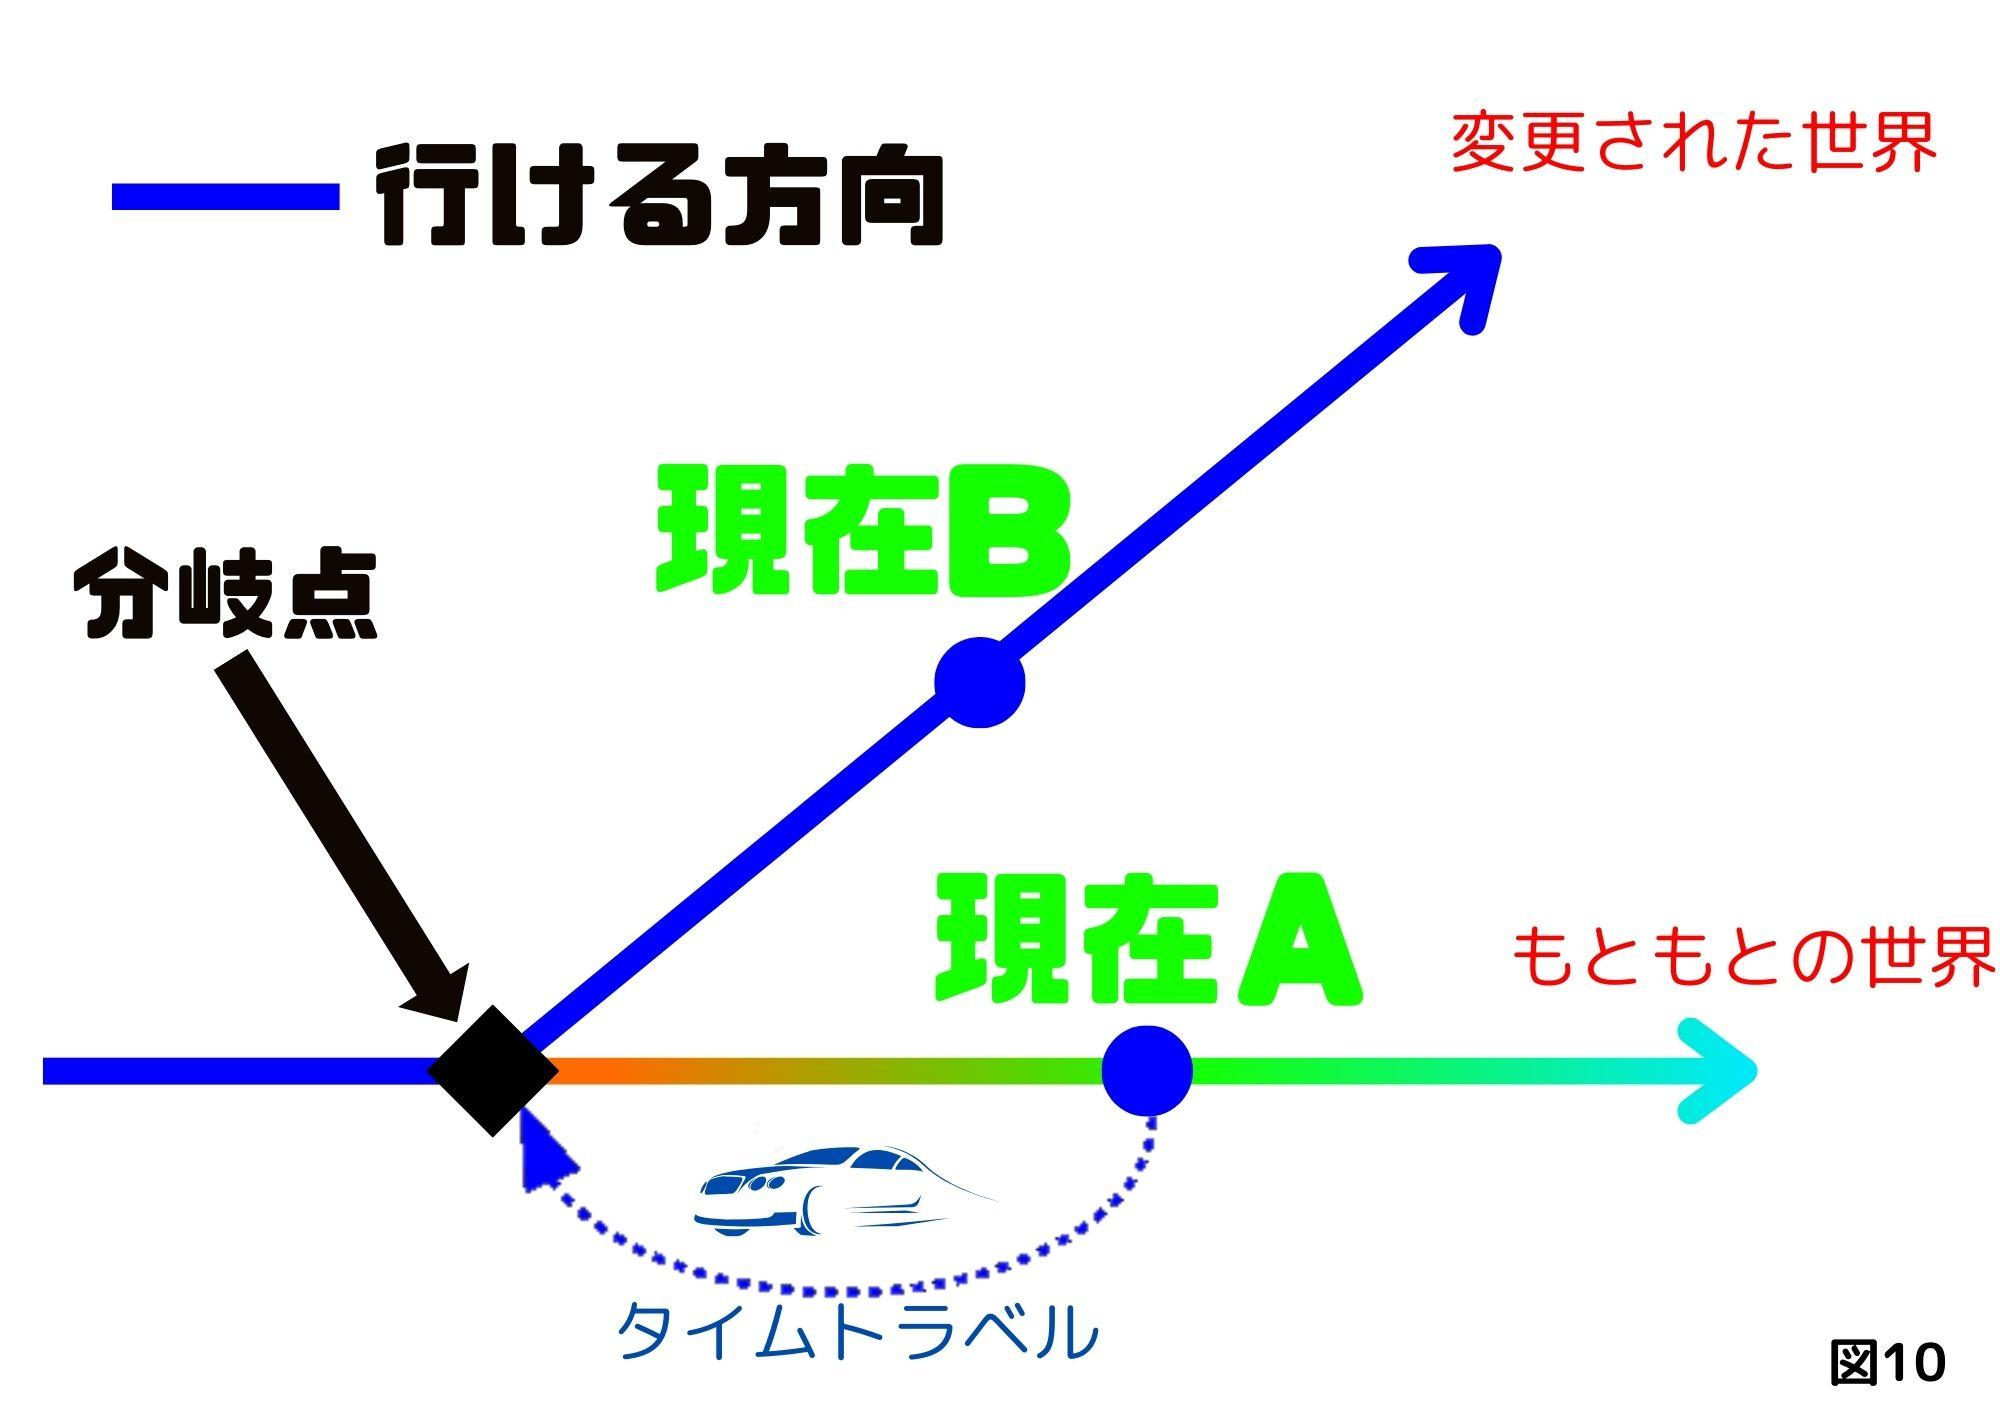 変更された世界
行ける方向
現在B
分岐点
現在A
もともとの世界
タイムトラベル
図10